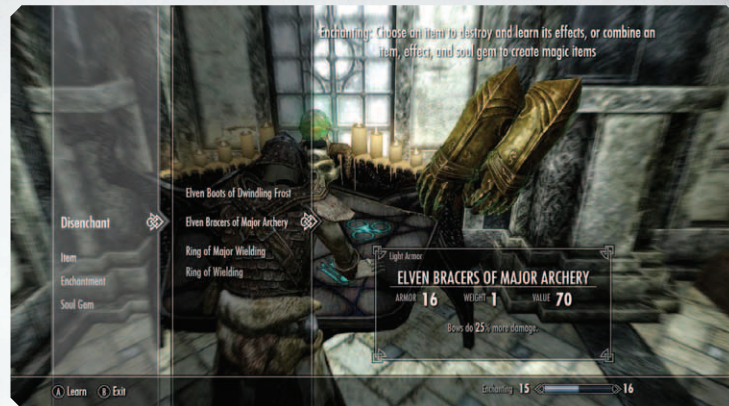 Enchanting: Choose an item to destroy and learn its effects, or combine an
item, effect, and soul gem to create magic items
Disenchant
Item
Enchantment
Soul Gem
Elven Boots of Dwindling Frost
Elven Bracers of Major Archery
Ring of Major Wielding
Ring of Wielding
Light Armor
ELVEN BRACERS OF MAJOR ARCHERY
ARMOR 16 WEIGHT 1 VALUE 70
Bows do 25% more damage.
A Learn B Exit
Enchanting 15 16